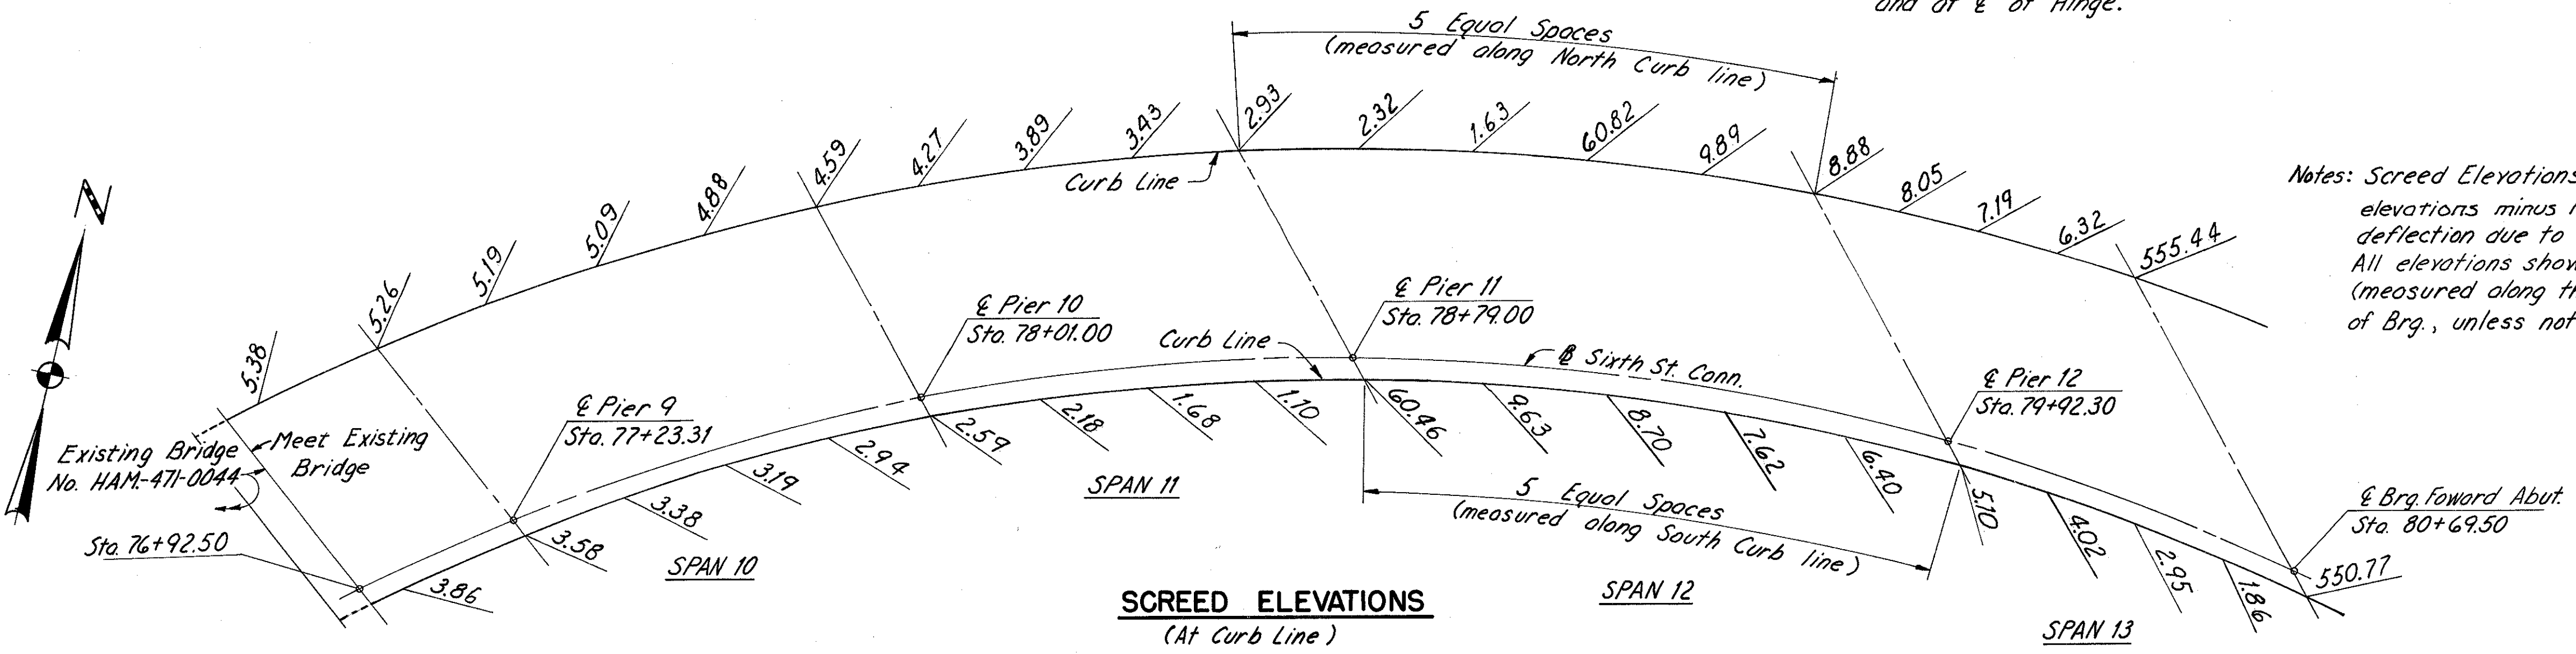 and at ℄ of Hinge.
5 Equal Spaces
(measured along North Curb line)
5.38
5.26
5.19
5.09
4.88
4.59
4.27
3.89
3.43
2.93
2.32
1.63
60.82
9.89
8.88
8.05
7.19
6.32
555.44
Curb Line
N
Notes: Screed Elevations
elevations minus
deflection due to
All elevations
(measured along
of Brg., unless
℄ Pier 9
Sta. 77+23.31
℄ Pier 10
Sta. 78+01.00
℄ Pier 11
Sta. 78+79.00
℄ Pier 12
Sta. 79+92.30
℄ Brg. Foward Abut.
Sta. 80+69.50
Curb Line
Sixth St. Conn.
Existing Bridge
No. HAM.-471-0044
Meet Existing
Bridge
Sta. 76+92.50
3.86
3.58
3.38
3.19
2.94
2.59
2.18
1.68
1.10
60.46
9.63
8.70
7.62
6.40
5.10
4.02
2.95
1.86
550.77
5 Equal Spaces
(measured along South Curb line)
SPAN 10
SPAN 11
SPAN 12
SPAN 13
SCREED ELEVATIONS
(At Curb Line)